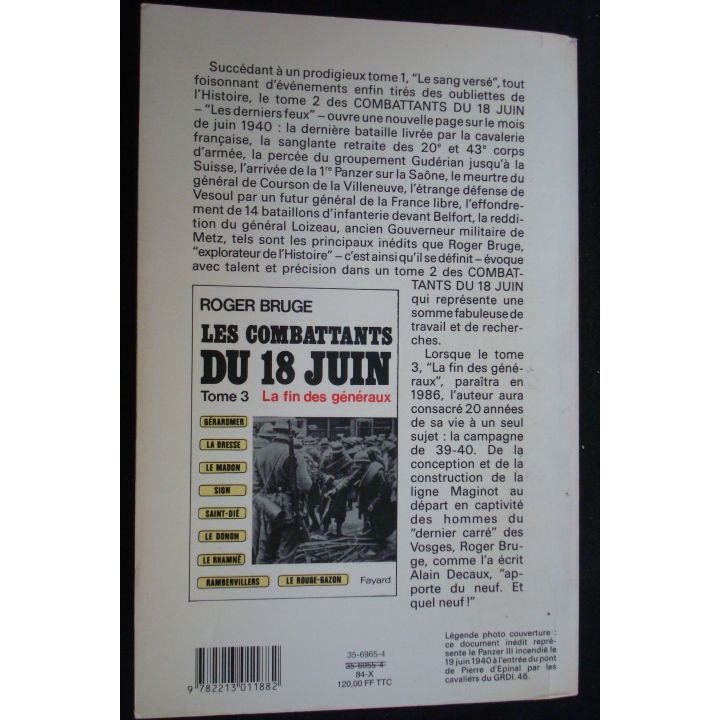 Succédant à un prodigieux tome 1, "Le sang versé", tout
foisonnant d'événements enfin tirés des oubliettes de
l'Histoire, le tome 2 des COMBATTANTS DU 18 JUIN
– "Les derniers feux" – ouvre une nouvelle page sur le mois
de juin 1940 : la dernière bataille livrée par la cavalerie
française, la sanglante retraite des 20e et 43e corps
d'armée, la percée du groupement Gudérian jusqu'à la
Suisse, l'arrivée de la 1re Panzer sur la Saône, le meurtre du
général de Courson de la Villeneuve, l'étrange défense de
Vesoul par un futur général de la France libre, l'effondre-
ment de 14 bataillons d'infanterie devant Belfort, la reddi-
tion du général Loizeau, ancien Gouverneur militaire de
Metz, tels sont les principaux inédits que Roger Bruge,
"explorateur de l'Histoire" – c'est ainsi qu'il se définit – évoque
avec talent et précision dans un tome 2 des COMBAT-
TANTS DU 18 JUIN
qui représente une
somme fabuleuse de
travail et de recher-
ches.
Lorsque le tome
3, "La fin des géné-
raux", paraîtra en
1986, l'auteur aura
consacré 20 années
de sa vie à un seul
sujet : la campagne
de 39-40. De la
conception et de la
construction de la
ligne Maginot au
départ en captivité
des hommes du
"dernier carré" des
Vosges, Roger Bru-
ge, comme l'a écrit
Alain Decaux, "ap-
porte du neuf. Et
quel neuf !"
ROGER BRUGE
LES COMBATTANTS
DU 18 JUIN
Tome 3 La fin des généraux
GÉRARDMER
LA BRESSE
LE MADON
SION
SAINT-DIÉ
LE DONON
LE RHAMNÉ
RAMBERVILLERS
LE ROUGE-GAZON
Fayard
Légende photo couverture :
ce document inédit repré-
sente le Panzer III incendié le
19 juin 1940 à l'entrée du pont
de Pierre d'Epinal par les
cavaliers du GRDI. 46.
35-6965-4
35-6955-4
84-X
120,00 FF TTC
9 782213 011882